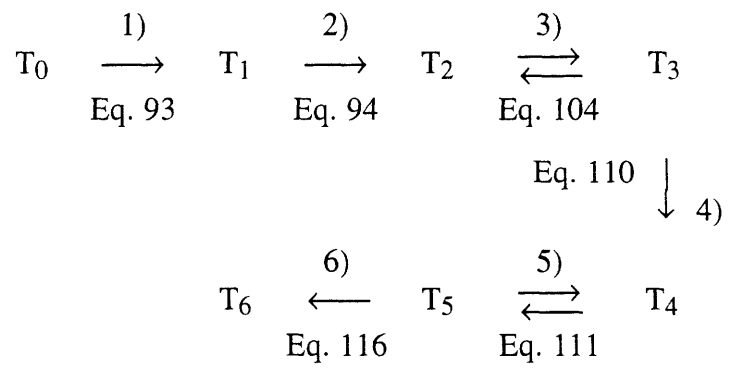 1) 2) 3)
T0 → T1 → T2 ⇄ T3
Eq. 93 Eq. 94 Eq. 104
Eq. 110 ↓ 4)
6) 5)
T6 ← T5 ⇄ T4
Eq. 116 Eq. 111